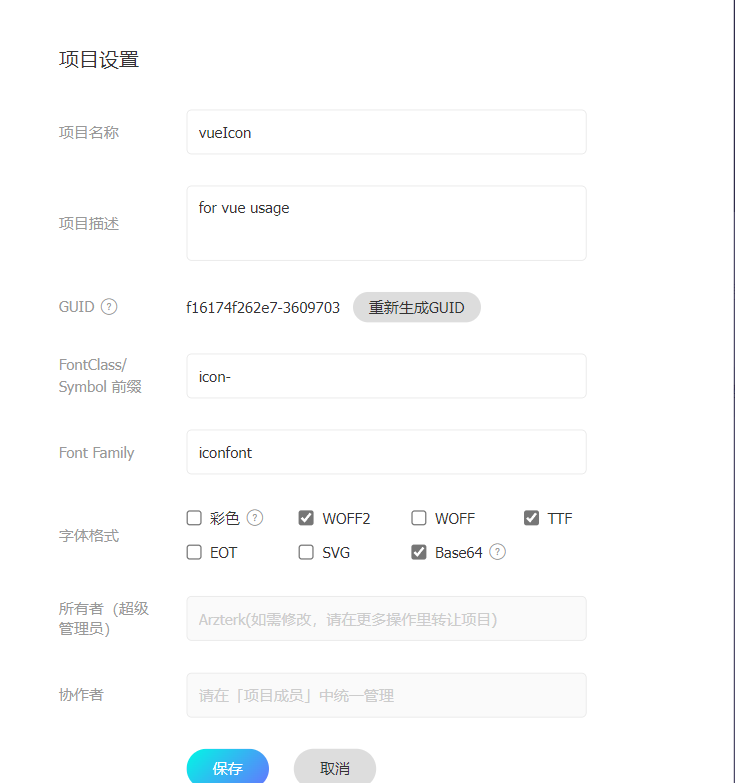 项目设置
项目名称
vueIcon
项目描述
for vue usage
GUID ?
f16174f262e7-3609703
重新生成GUID
FontClass/
Symbol 前缀
icon-
Font Family
iconfont
字体格式
彩色 ? WOFF2 WOFF TTF
EOT SVG Base64 ?
所有者（超级
管理员）
Arzterk(如需修改，请在更多操作里转让项目)
协作者
请在「项目成员」中统一管理
保存 取消